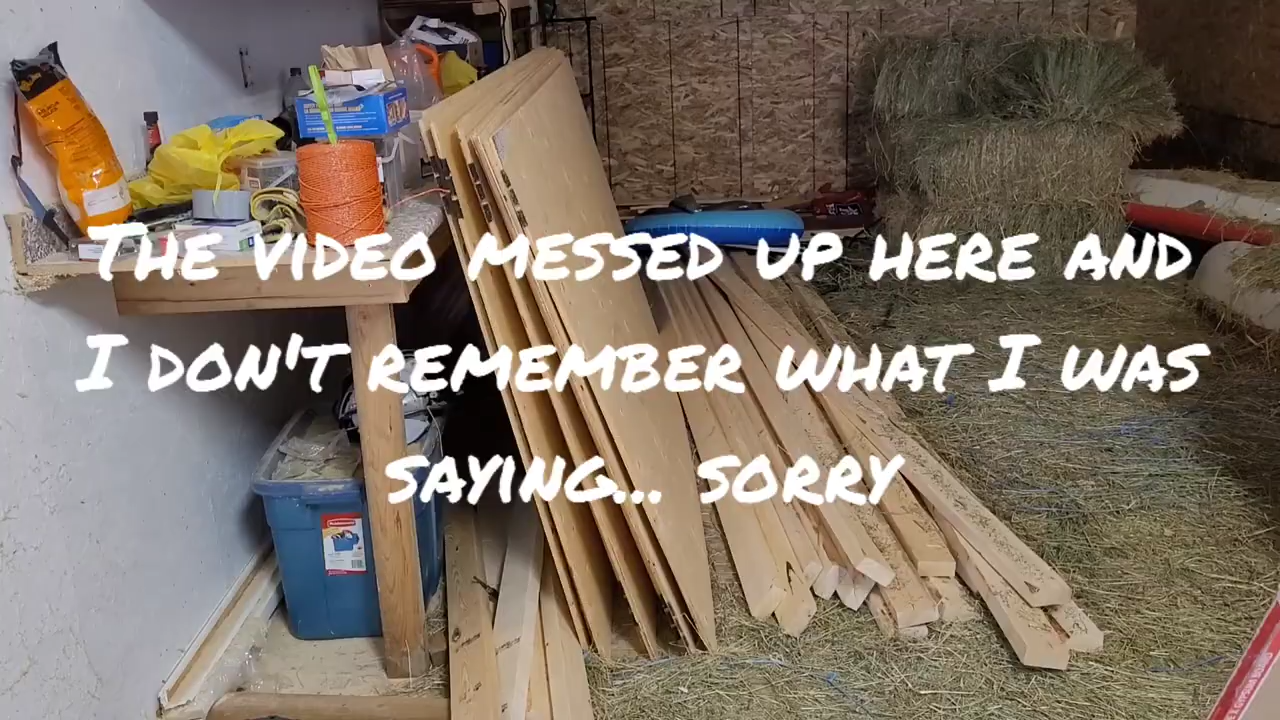 The video messed up here and
I don't remember what I was
saying... sorry